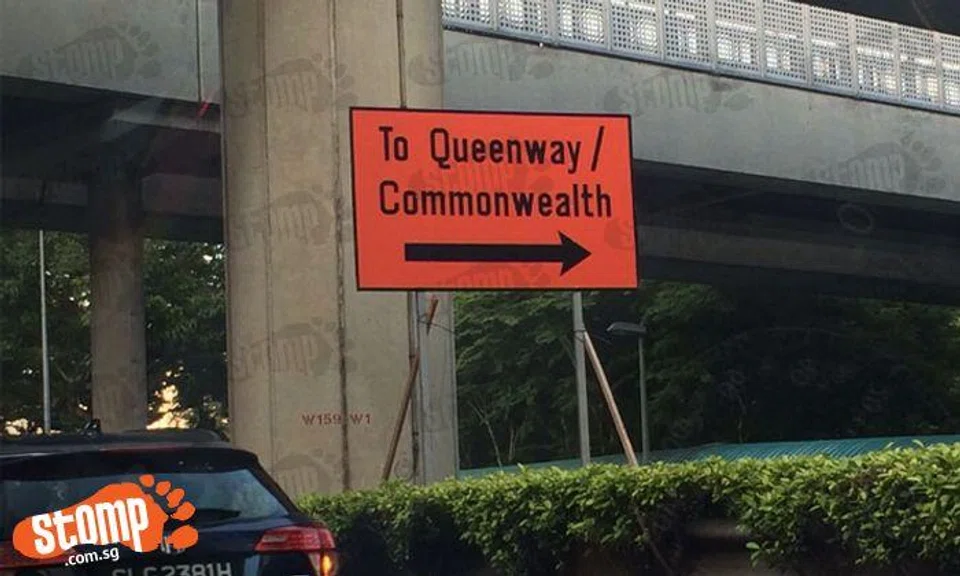 To Queenway /
Commonwealth
W159 W1
stomp
.com.sg